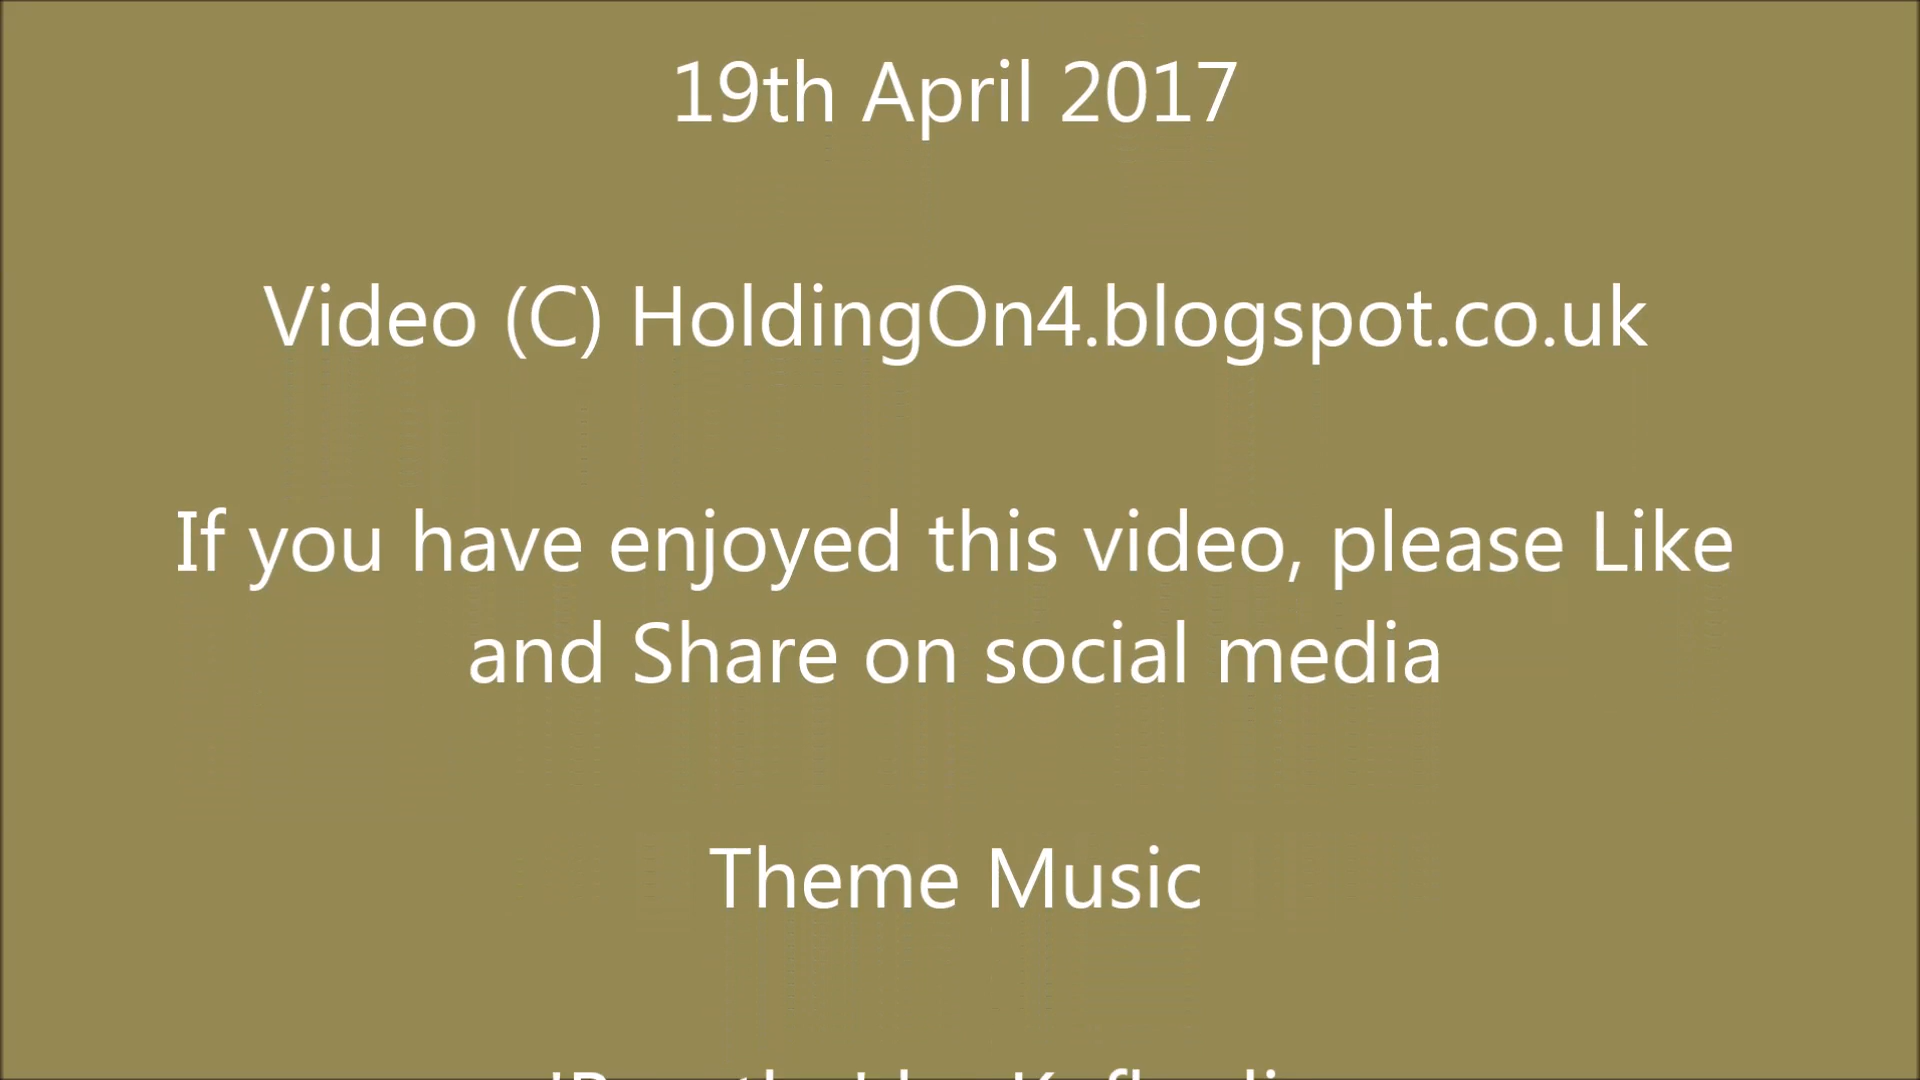 19th April 2017
Video (C) HoldingOn4.blogspot.co.uk
If you have enjoyed this video, please Like
and Share on social media
Theme Music